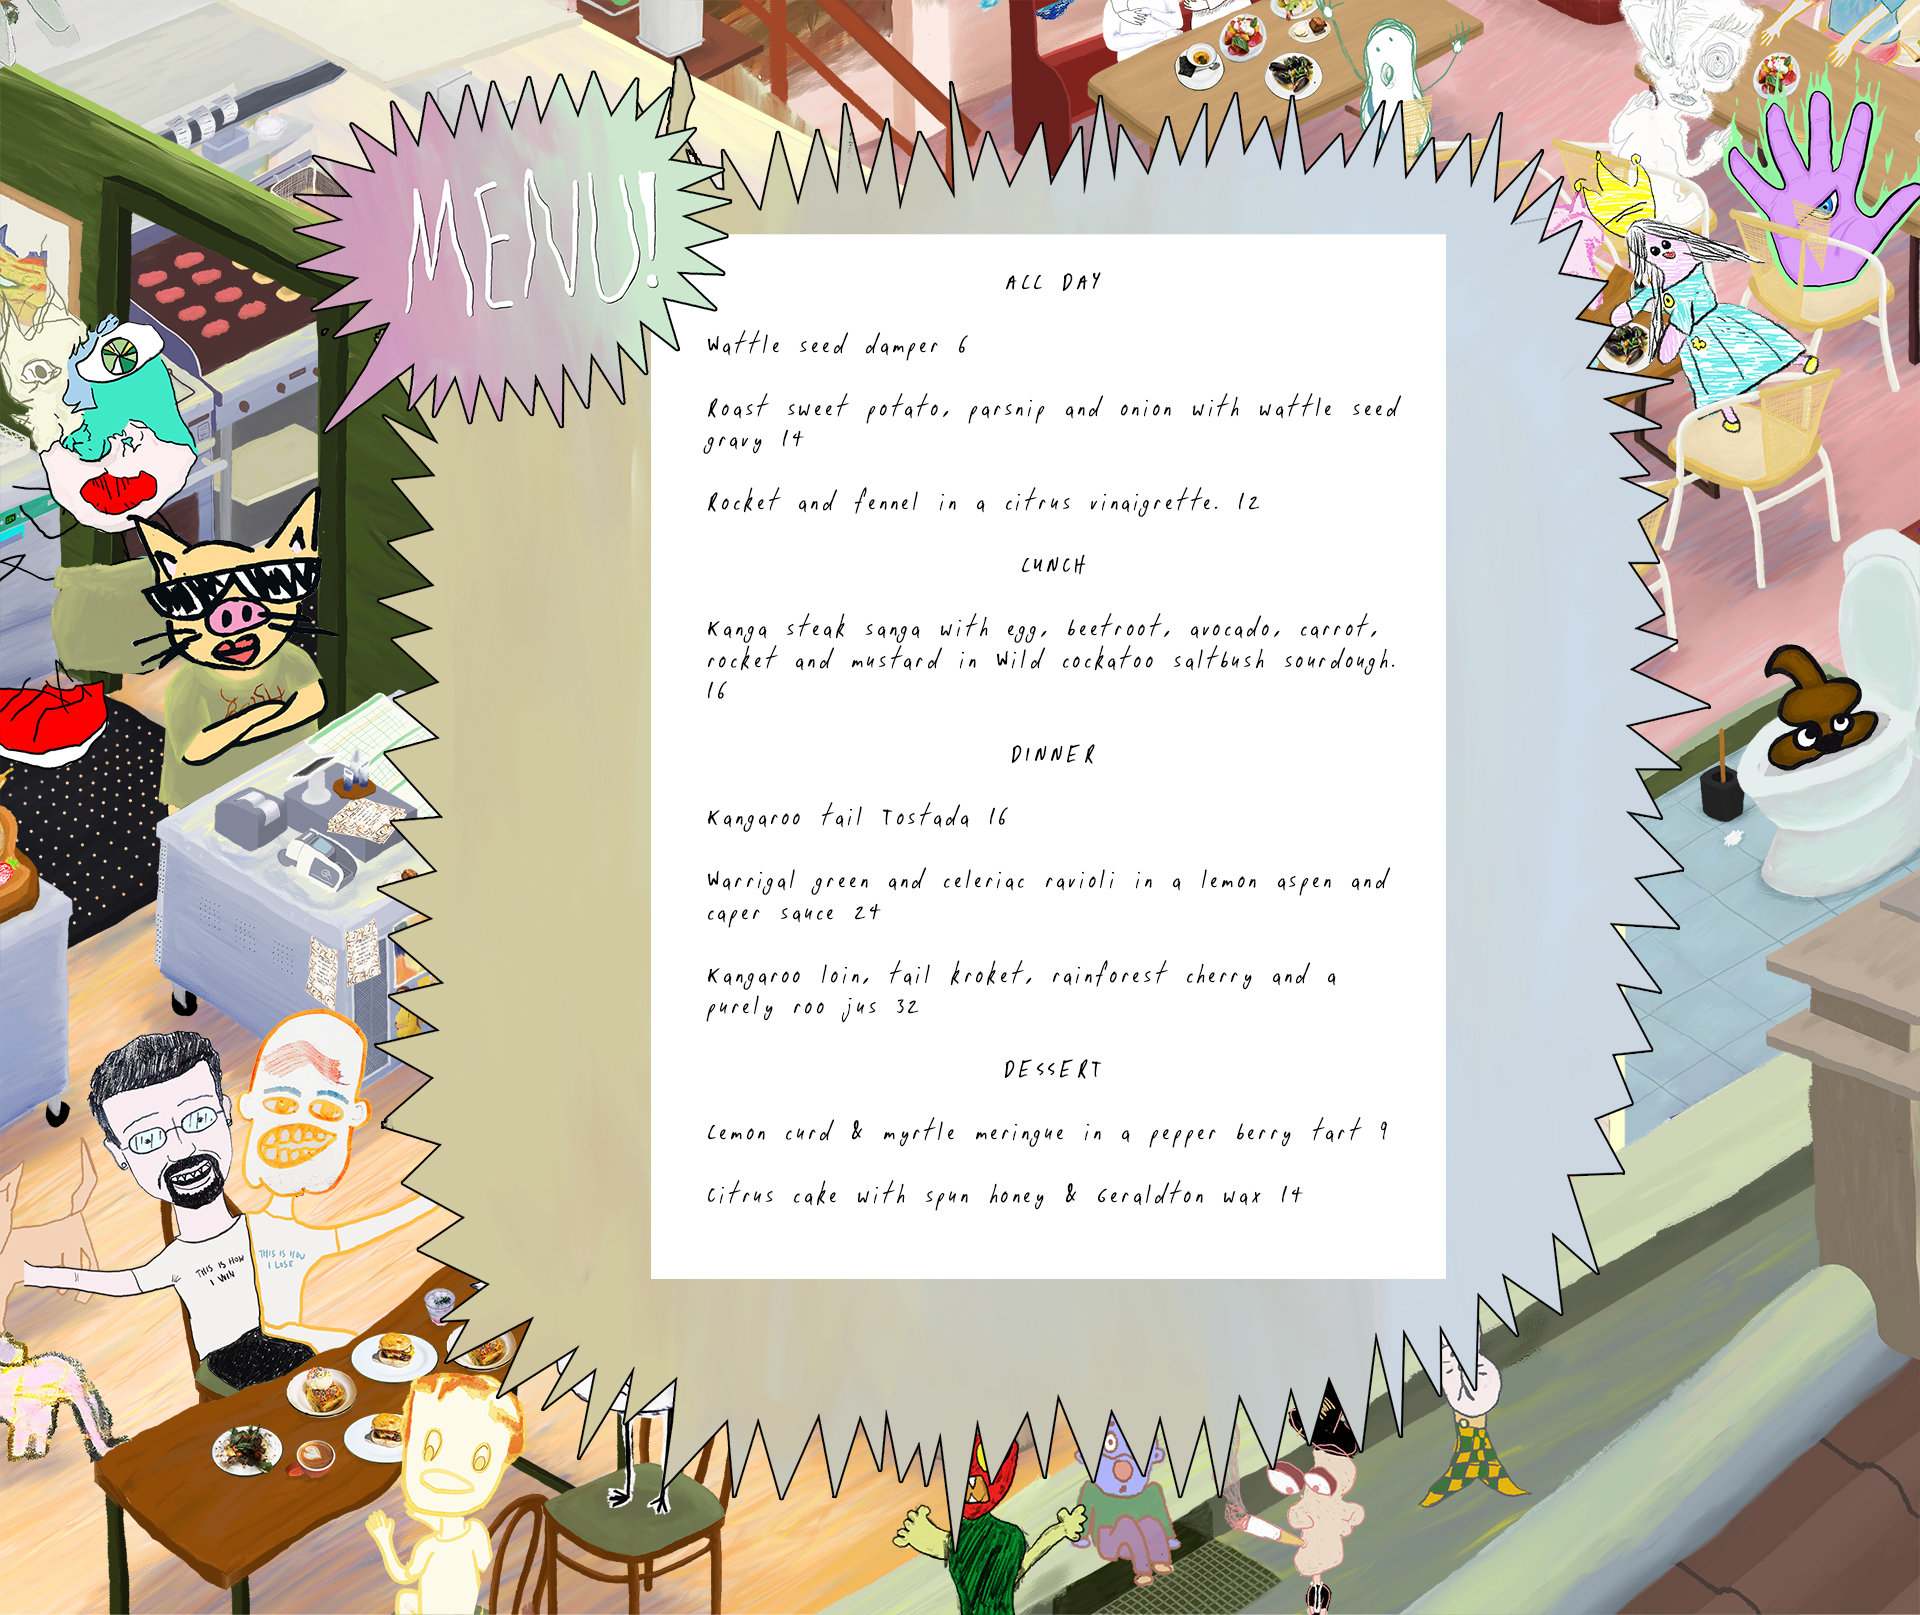 MENU!
ALL DAY
Wattle seed damper 6
Roast sweet potato, parsnip and onion with wattle seed
gravy 14
Rocket and fennel in a citrus vinaigrette. 12
LUNCH
Kanga steak sanga with egg, beetroot, avocado, carrot,
rocket and mustard in Wild cockatoo saltbush sourdough.
16
DINNER
Kangaroo tail Tostada 16
Warrigal green and celeriac ravioli in a lemon aspen and
caper sauce 24
Kangaroo loin, tail kroket, rainforest cherry and a
purely roo jus 32
DESSERT
Lemon curd & myrtle meringue in a pepper berry tart 9
Citrus cake with spun honey & Geraldton wax 14
THIS IS HOW
I WIN
THIS IS HOW
I LOSE